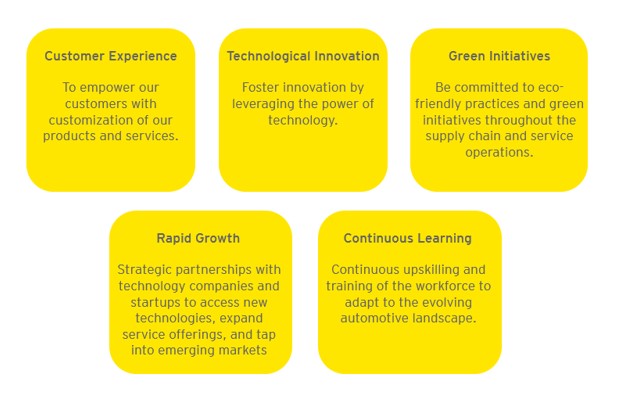 Customer Experience
To empower our
customers with
customization of our
products and services.
Technological Innovation
Foster innovation by
leveraging the power of
technology.
Green Initiatives
Be committed to eco-
friendly practices and green
initiatives throughout the
supply chain and service
operations.
Rapid Growth
Strategic partnerships with
technology companies and
startups to access new
technologies, expand
service offerings, and tap
into emerging markets
Continuous Learning
Continuous upskilling and
training of the workforce to
adapt to the evolving
automotive landscape.